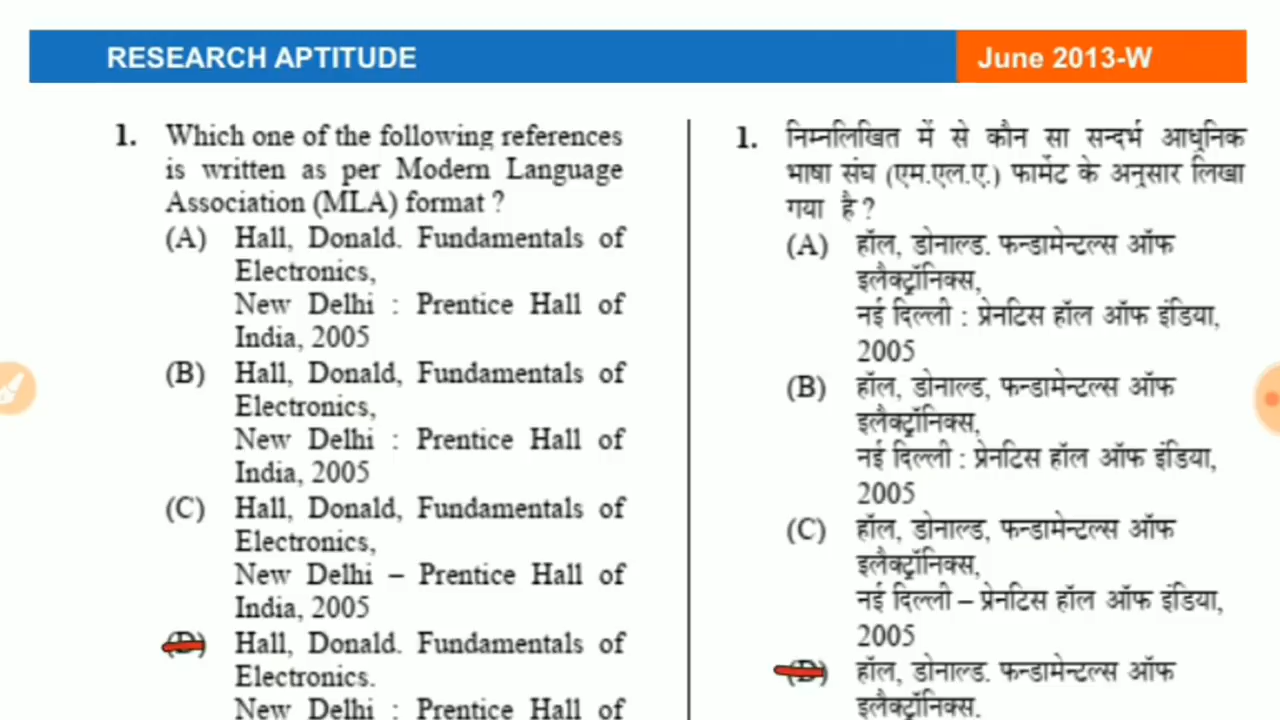 RESEARCH APTITUDE
June 2013-W
1. Which one of the following references
is written as per Modern Language
Association (MLA) format ?
(A) Hall, Donald. Fundamentals of
Electronics,
New Delhi : Prentice Hall of
India, 2005
(B) Hall, Donald, Fundamentals of
Electronics,
New Delhi : Prentice Hall of
India, 2005
(C) Hall, Donald, Fundamentals of
Electronics,
New Delhi – Prentice Hall of
India, 2005
(D) Hall, Donald. Fundamentals of
Electronics.
New Delhi : Prentice Hall of
1. निम्नलिखित में से कौन सा सन्दर्भ आधुनिक
भाषा संघ (एम.एल.ए.) फार्मेट के अनुसार लिखा
गया है ?
(A) हॉल, डोनाल्ड. फन्डामेन्टल्स ऑफ
इलैक्ट्रॉनिक्स,
नई दिल्ली : प्रेनटिस हॉल ऑफ इंडिया,
2005
(B) हॉल, डोनाल्ड, फन्डामेन्टल्स ऑफ
इलैक्ट्रॉनिक्स,
नई दिल्ली : प्रेनटिस हॉल ऑफ इंडिया,
2005
(C) हॉल, डोनाल्ड, फन्डामेन्टल्स ऑफ
इलैक्ट्रॉनिक्स,
नई दिल्ली – प्रेनटिस हॉल ऑफ इंडिया,
2005
(D) हॉल, डोनाल्ड. फन्डामेन्टल्स ऑफ
इलैक्ट्रॉनिक्स.